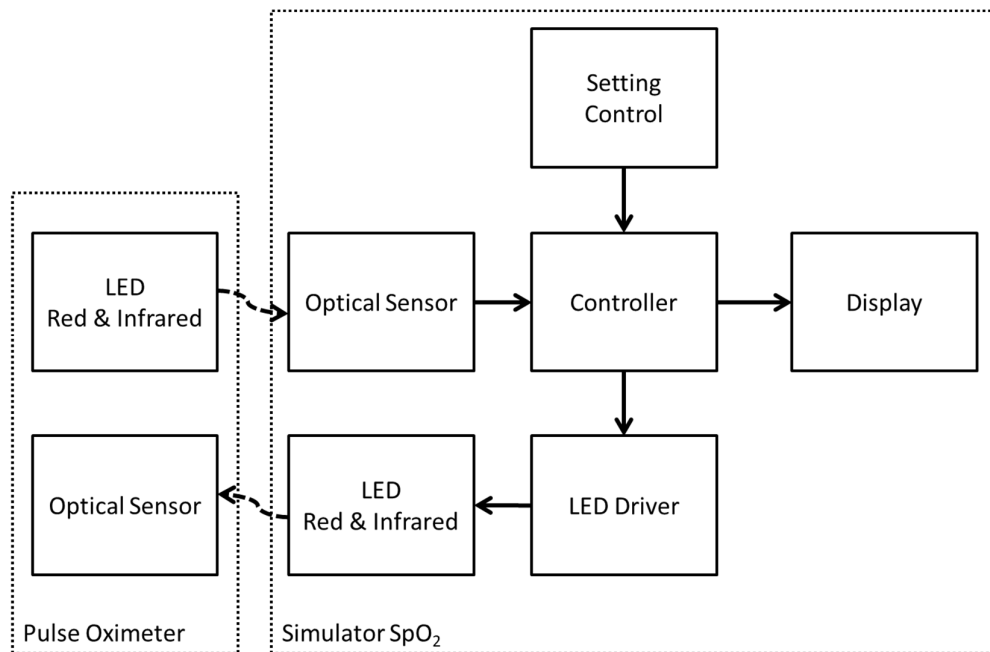 Setting
Control
LED
Red & Infrared
Optical Sensor
Controller
Display
Optical Sensor
LED
Red & Infrared
LED Driver
Pulse Oximeter
Simulator SpO₂